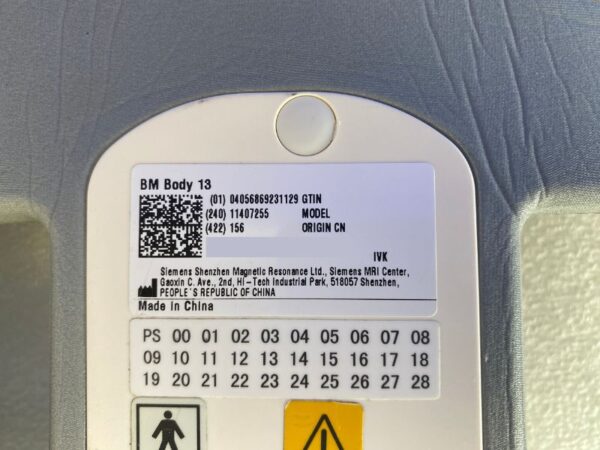 BM Body 13
(01) 04056869231129 GTIN
(240) 11407255 MODEL
(422) 156 ORIGIN CN
IVK
Siemens Shenzhen Magnetic Resonance Ltd., Siemens MRI Center,
Gaoxin C. Ave., 2nd, Hi-Tech Industrial Park, 518057 Shenzhen,
PEOPLE'S REPUBLIC OF CHINA
Made in China
PS 00 01 02 03 04 05 06 07 08
09 10 11 12 13 14 15 16 17 18
19 20 21 22 23 24 25 26 27 28